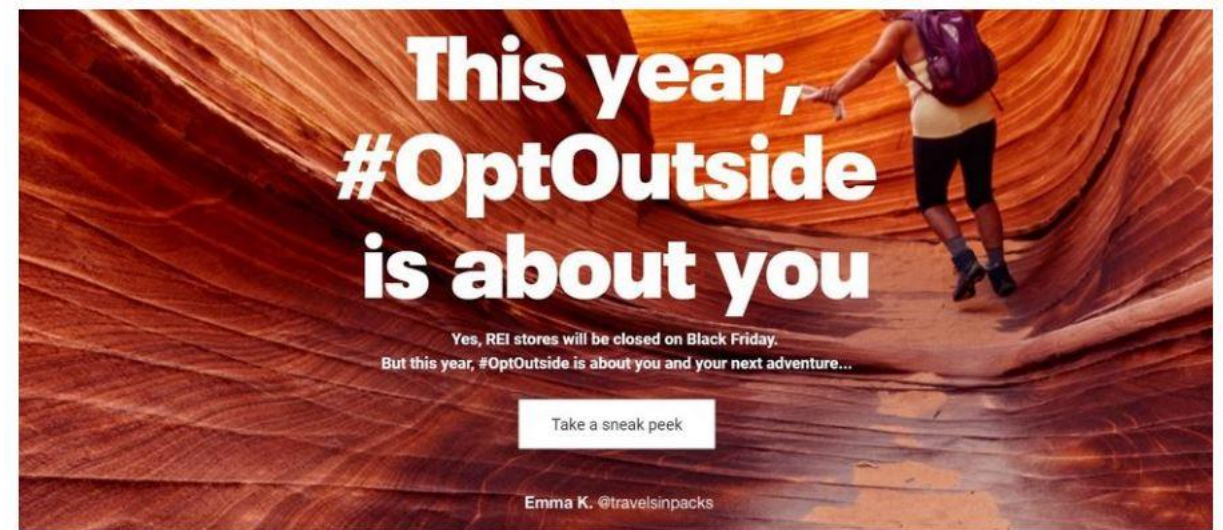 This year,
#OptOutside
is about you
Yes, REI stores will be closed on Black Friday.
But this year, #OptOutside is about you and your next adventure...
Take a sneak peek
Emma K. @travelsinpacks